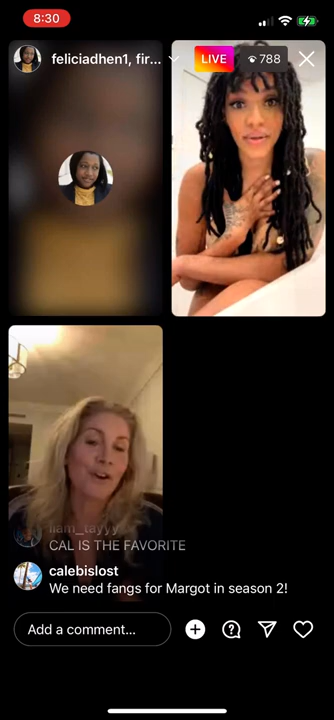 8:30
feliciadhen1, fir...
LIVE
788
liam_tayyy
CAL IS THE FAVORITE
calebislost
We need fangs for Margot in season 2!
Add a comment...